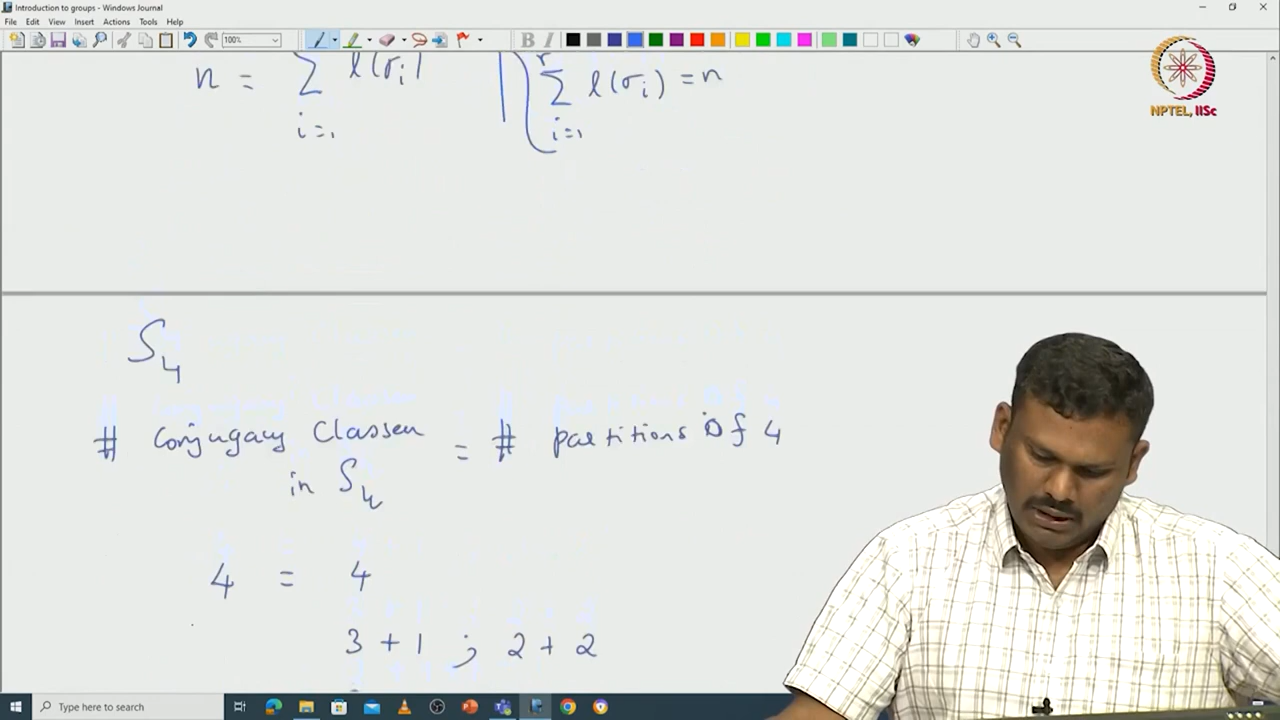 Introduction to groups - Windows Journal
File Edit View Insert Actions Tools Help
100%
B I
NPTEL, IISc
n = Σ l(σi) | Σ l(σi) = n
i=1 r i=1
S4
# Conjugacy Classen = # partitions of 4
in S4
4 = 4
3 + 1 ; 2 + 2
Type here to search